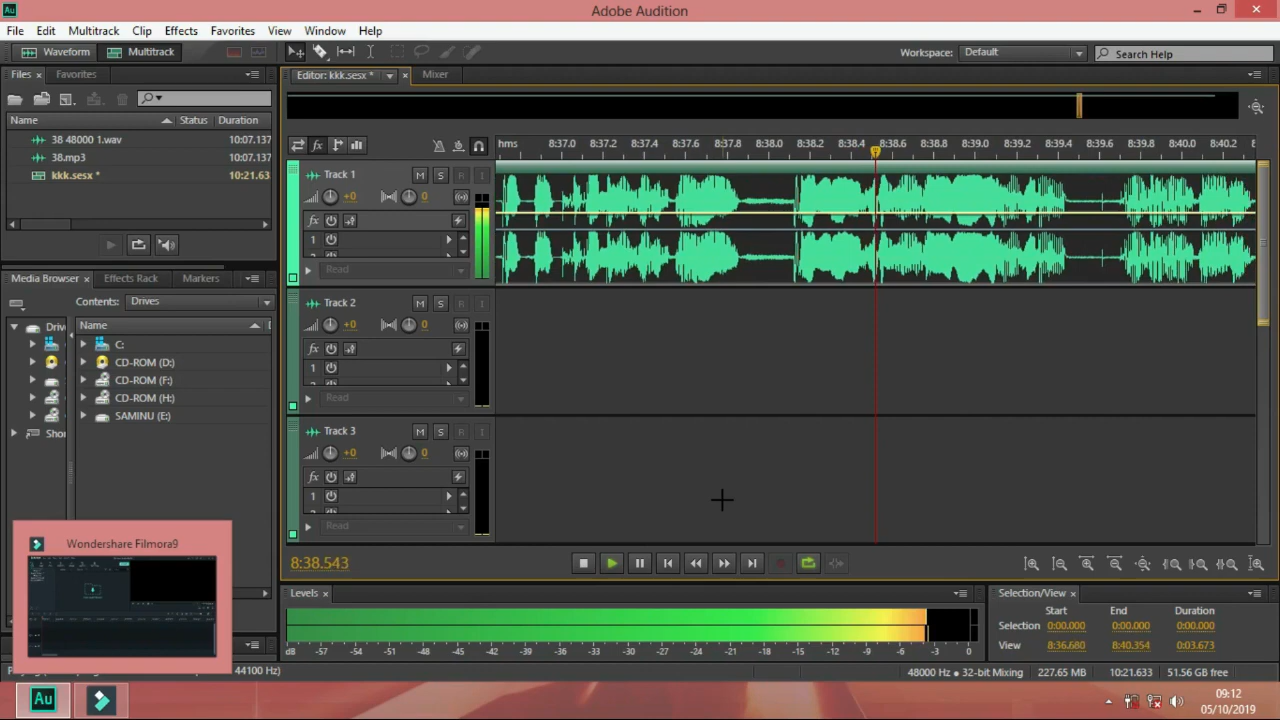 Au
Adobe Audition
File Edit Multitrack Clip Effects Favorites View Window Help
Waveform Multitrack
Workspace: Default
Search Help
Files Favorites
Name Status Duration
38 48000 1.wav 10:07.137
38.mp3 10:07.137
kkk.sesx * 10:21.63
Media Browser Effects Rack Markers
Contents: Drives
Name
C:
CD-ROM (D:)
CD-ROM (F:)
CD-ROM (H:)
SAMINU (E:)
Editor: kkk.sesx * Mixer
fx
hms 8:37.0 8:37.2 8:37.4 8:37.6 8:37.8 8:38.0 8:38.2 8:38.4 8:38.6 8:38.8 8:39.0 8:39.2 8:39.4 8:39.6 8:39.8 8:40.0 8:40.2
Track 1 M S R I
+0 0
fx
1
Read
Track 2 M S R I
+0 0
fx
1
Read
Track 3 M S R I
+0 0
fx
1
Read
8:38.543
Wondershare Filmora9
Levels
dB -57 -54 -51 -48 -45 -42 -39 -36 -33 -30 -27 -24 -21 -18 -15 -12 -9 -6 -3 0
Selection/View
Start End Duration
Selection 0:00.000 0:00.000 0:00.000
View 8:36.680 8:40.354 0:03.673
44100 Hz)
48000 Hz • 32-bit Mixing 227.65 MB 10:21.633 51.56 GB free
Au
09:12
05/10/2019